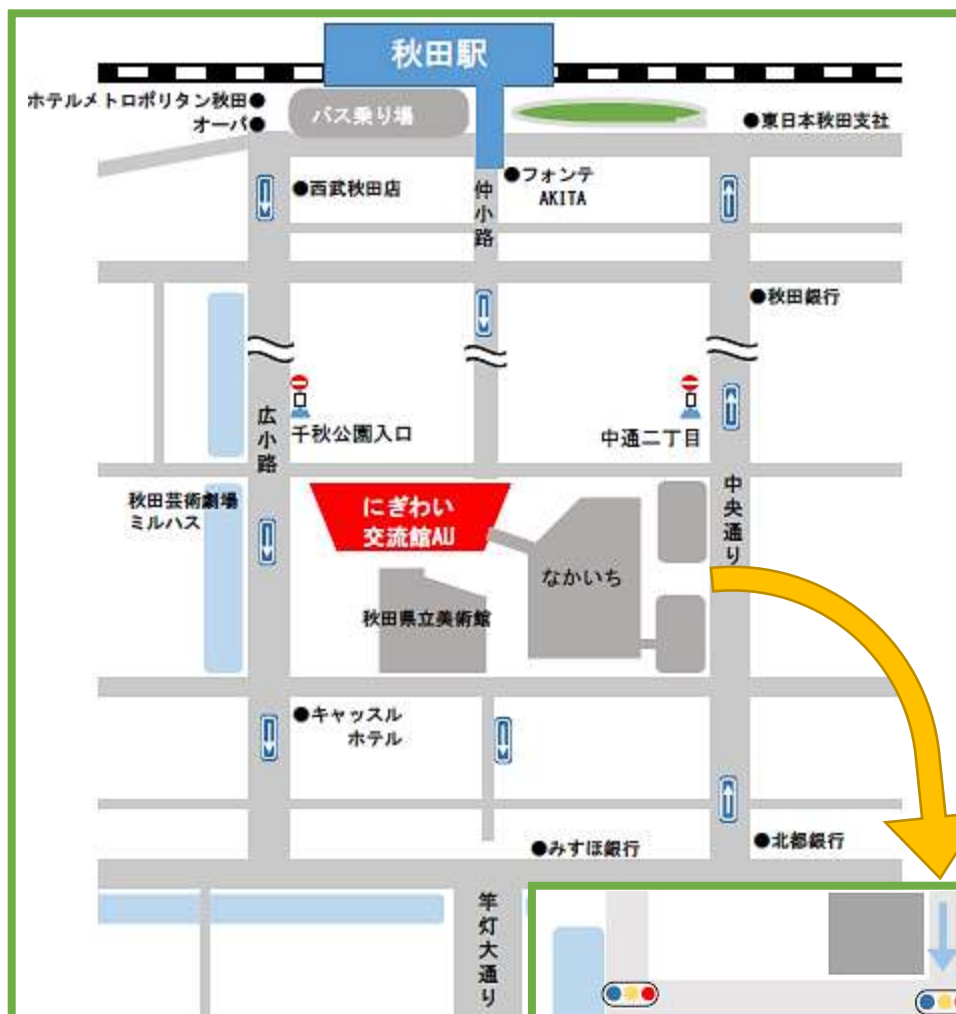 秋田駅
ホテルメトロポリタン秋田●
オーパ●
バス乗り場
●東日本秋田支社
●西武秋田店
仲小路
●フォンテ
AKITA
●秋田銀行
広小路
千秋公園入口
中通二丁目
秋田芸術劇場
ミルハス
にぎわい
交流館AU
中央通り
なかいち
秋田県立美術館
●キャッスル
ホテル
●みずほ銀行
●北都銀行
竿灯大通り